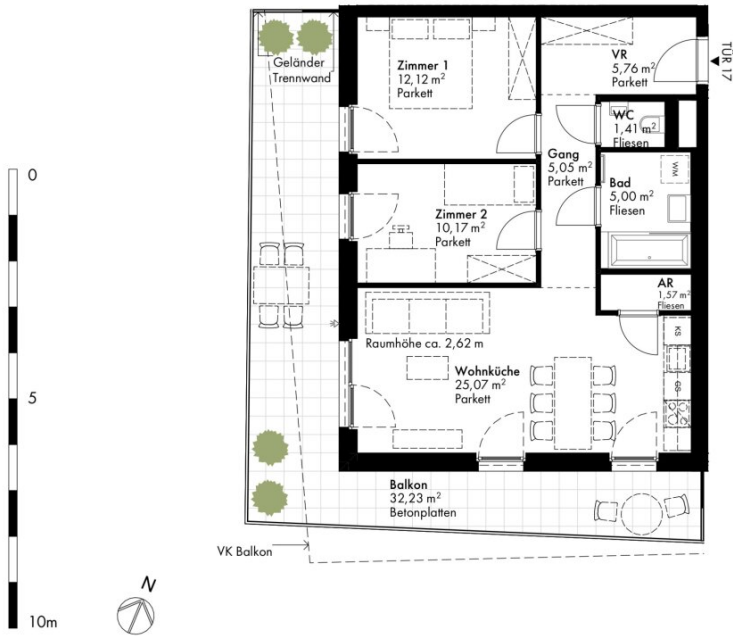 Geländer
Trennwand
Zimmer 1
12,12 m²
Parkett
VR
5,76 m²
Parkett
TÜR 17
WC
1,41 m²
Fliesen
Gang
5,05 m²
Parkett
WM
Bad
5,00 m²
Fliesen
Zimmer 2
10,17 m²
Parkett
AR
1,57 m²
Fliesen
KS
GS
Raumhöhe ca. 2,62 m
Wohnküche
25,07 m²
Parkett
Balkon
32,23 m²
Betonplatten
VK Balkon
0
5
10m
N